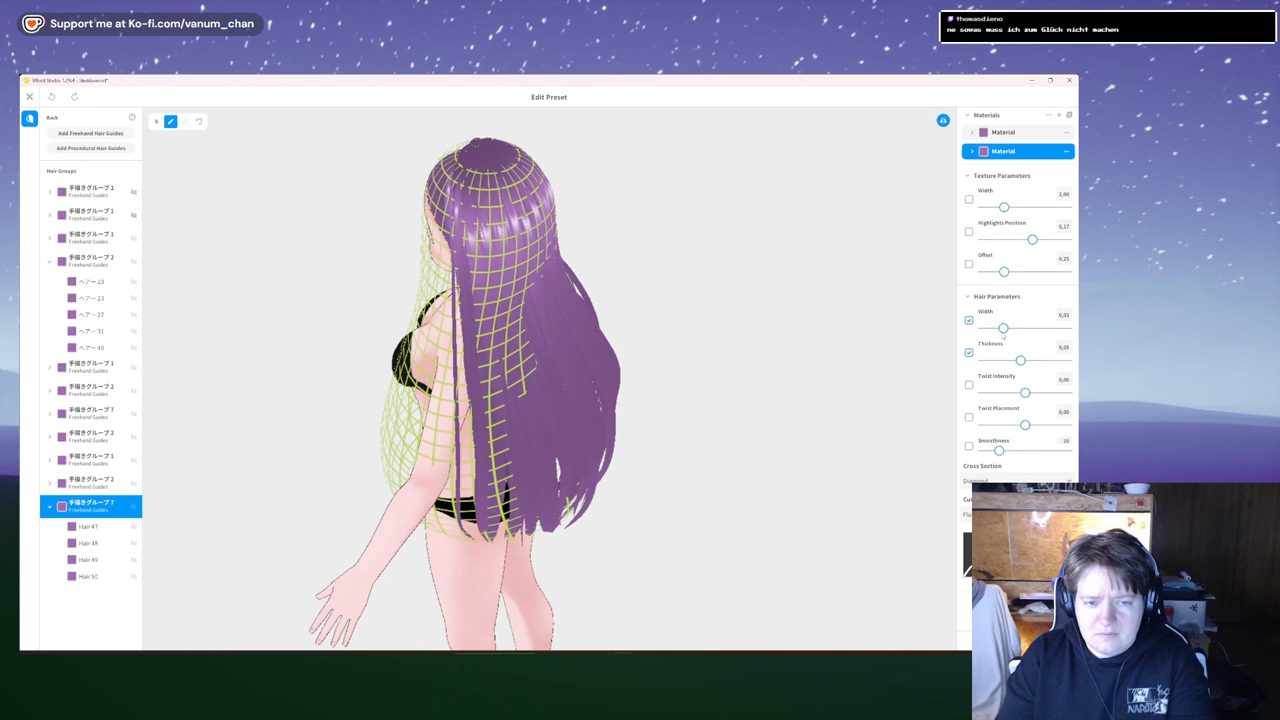 Support me at Ko-fi.com/vanum_chan
thomasdieno
ne sowas muss ich zum Glück nicht machen
Edit Preset
Back
Add Freehand Hair Guides
Add Procedural Hair Guides
Hair Groups
手描きグループ 1
Freehand Guides
手描きグループ 1
Freehand Guides
手描きグループ 1
Freehand Guides
手描きグループ 2
Freehand Guides
ヘアー 19
ヘアー 23
ヘアー 27
ヘアー 31
ヘアー 40
手描きグループ 1
Freehand Guides
手描きグループ 2
Freehand Guides
手描きグループ 7
Freehand Guides
手描きグループ 2
Freehand Guides
手描きグループ 1
Freehand Guides
手描きグループ 2
Freehand Guides
手描きグループ 7
Freehand Guides
Hair 47
Hair 48
Hair 49
Hair 50
Materials
Material
Material
Texture Parameters
Width
2,00
Highlights Position
0,17
Offset
0,25
Hair Parameters
Width
0,03
Thickness
0,05
Twist Intensity
0,00
Twist Placement
0,00
Smoothness
20
Cross Section
Diamond
NARUTO